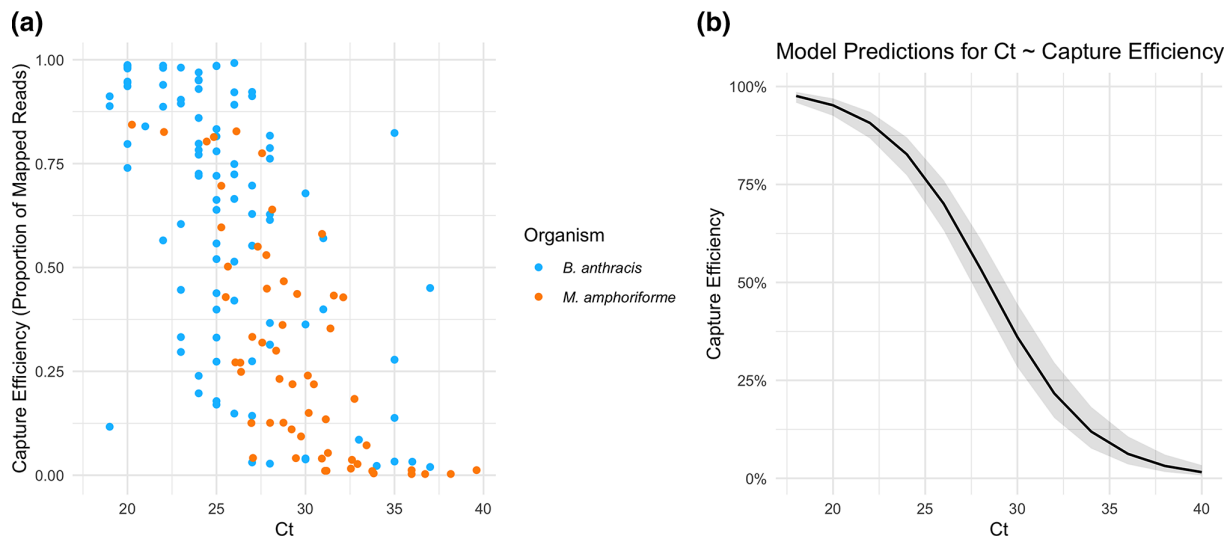 (a)
Capture Efficiency (Proportion of Mapped Reads)
1.00
0.75
0.50
0.25
0.00
20 25 30 35 40
Ct
Organism
B. anthracis
M. amphoriforme
(b)
Model Predictions for Ct ~ Capture Efficiency
Capture Efficiency
100%
75%
50%
25%
0%
20 25 30 35 40
Ct